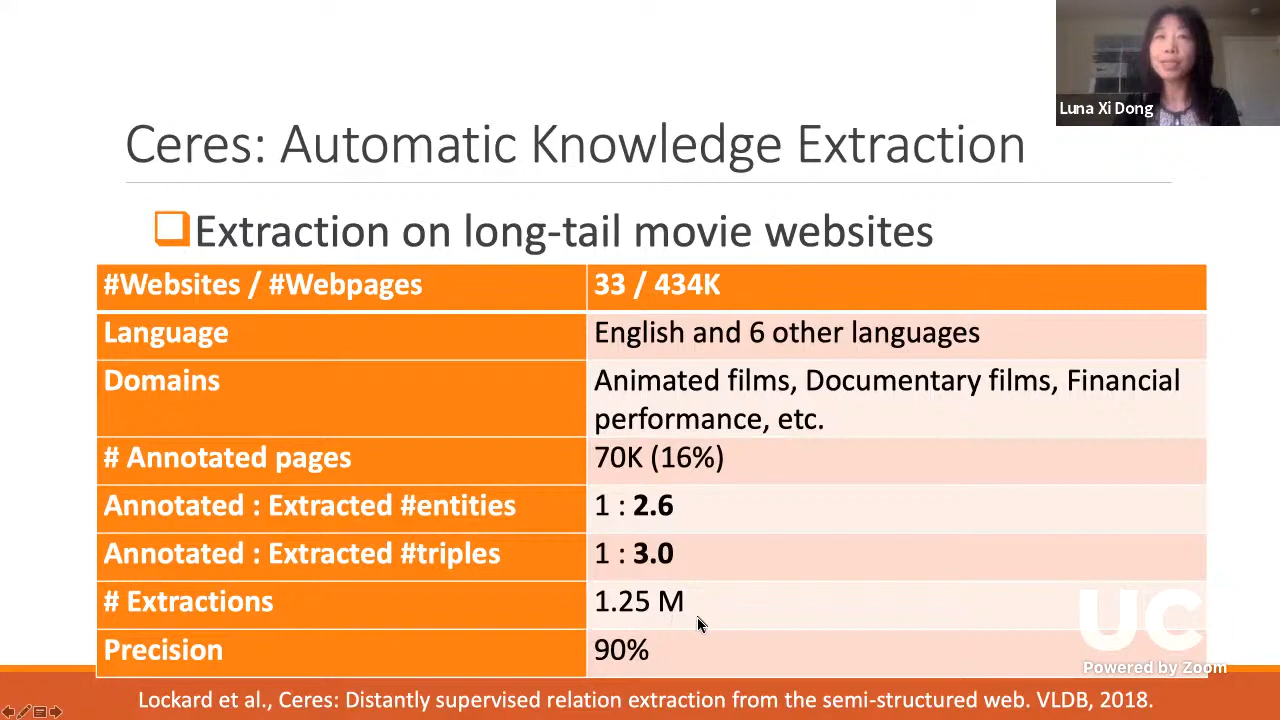 Luna Xi Dong
Ceres: Automatic Knowledge Extraction
Extraction on long-tail movie websites
#Websites / #Webpages
33 / 434K
Language
English and 6 other languages
Domains
Animated films, Documentary films, Financial
performance, etc.
# Annotated pages
70K (16%)
Annotated : Extracted #entities
1 : 2.6
Annotated : Extracted #triples
1 : 3.0
# Extractions
1.25 M
Precision
90%
UC
Powered by Zoom
Lockard et al., Ceres: Distantly supervised relation extraction from the semi-structured web. VLDB, 2018.